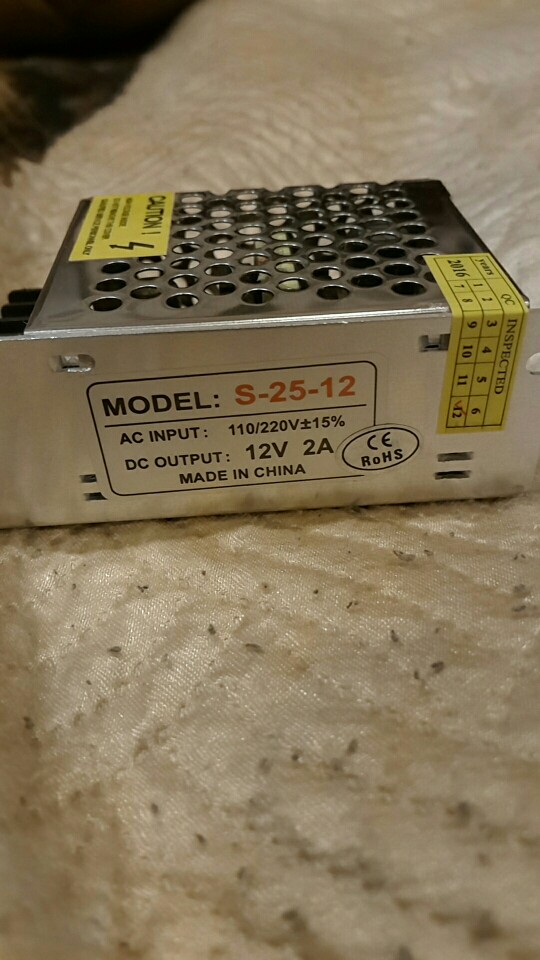 CAUTION !
MODEL: S-25-12
AC INPUT: 110/220V±15%
DC OUTPUT: 12V 2A
MADE IN CHINA
CE
RoHS
QC INSPECTED
years 1 2 3 4 5 6
2016 7 8 9 10 11 12